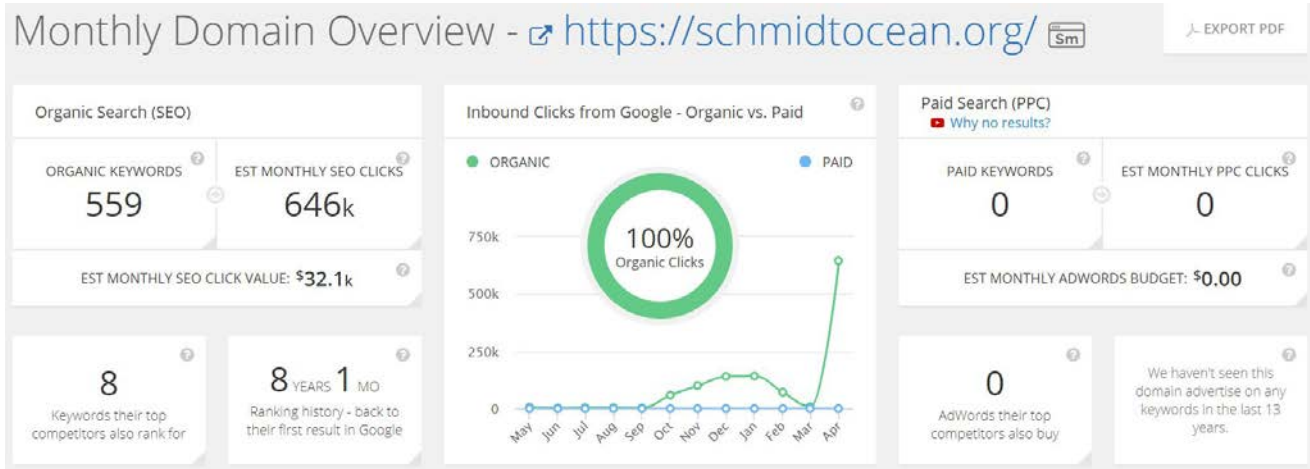 Monthly Domain Overview - https://schmidtocean.org/ Sm
EXPORT PDF
Organic Search (SEO)
ORGANIC KEYWORDS
559
EST MONTHLY SEO CLICKS
646k
EST MONTHLY SEO CLICK VALUE: $32.1k
8
Keywords their top
competitors also rank for
8 YEARS 1 MO
Ranking history - back to
their first result in Google
Inbound Clicks from Google - Organic vs. Paid
ORGANIC
PAID
100%
Organic Clicks
750k
500k
250k
0
May Jun Jul Aug Sep Oct Nov Dec Jan Feb Mar Apr
Paid Search (PPC)
Why no results?
PAID KEYWORDS
0
EST MONTHLY PPC CLICKS
0
EST MONTHLY ADWORDS BUDGET: $0.00
0
AdWords their top
competitors also buy
We haven't seen this
domain advertise on any
keywords in the last 13
years.